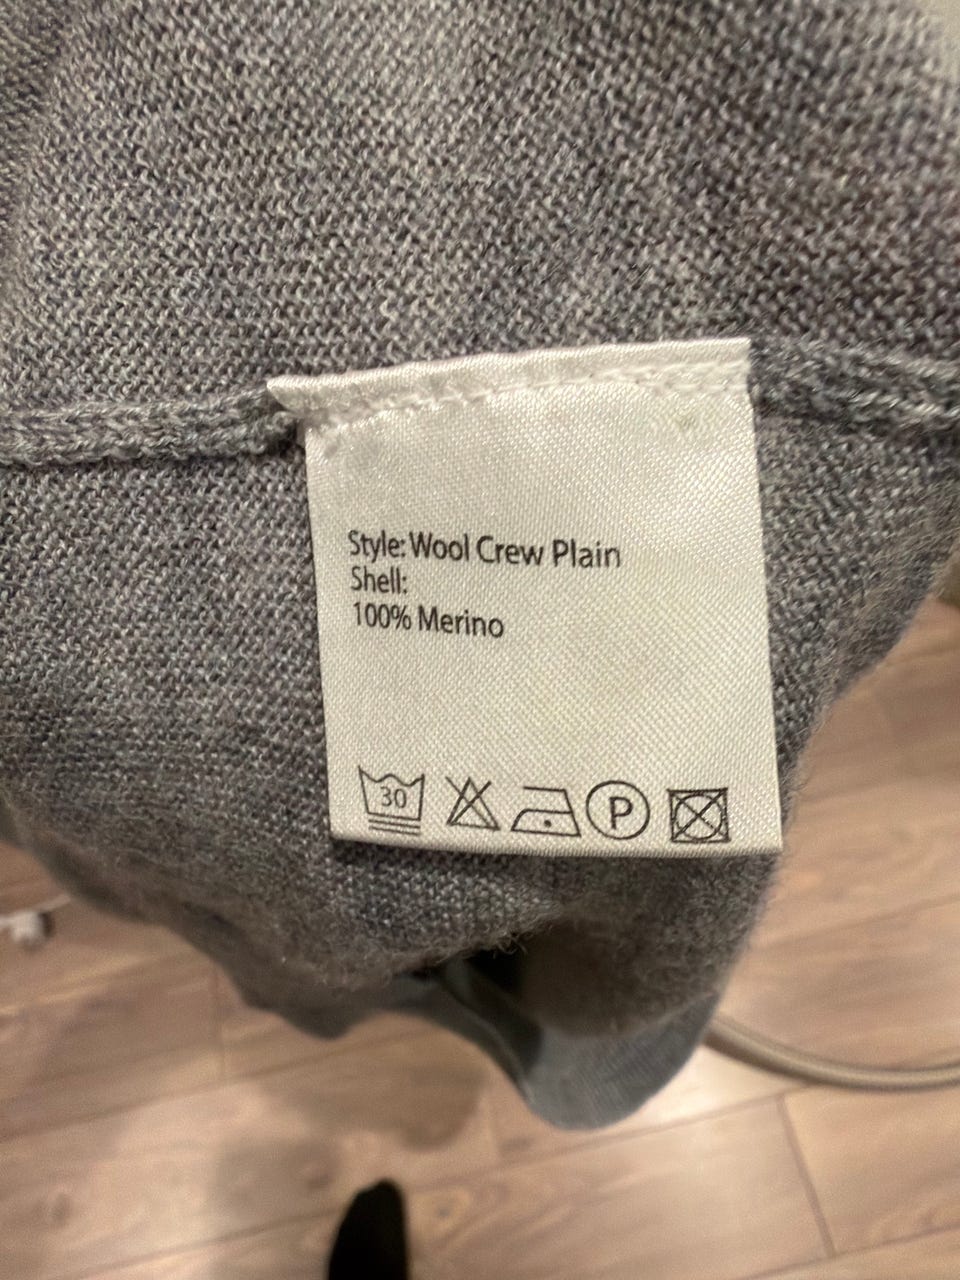 Style: Wool Crew Plain
Shell:
100% Merino
30 P